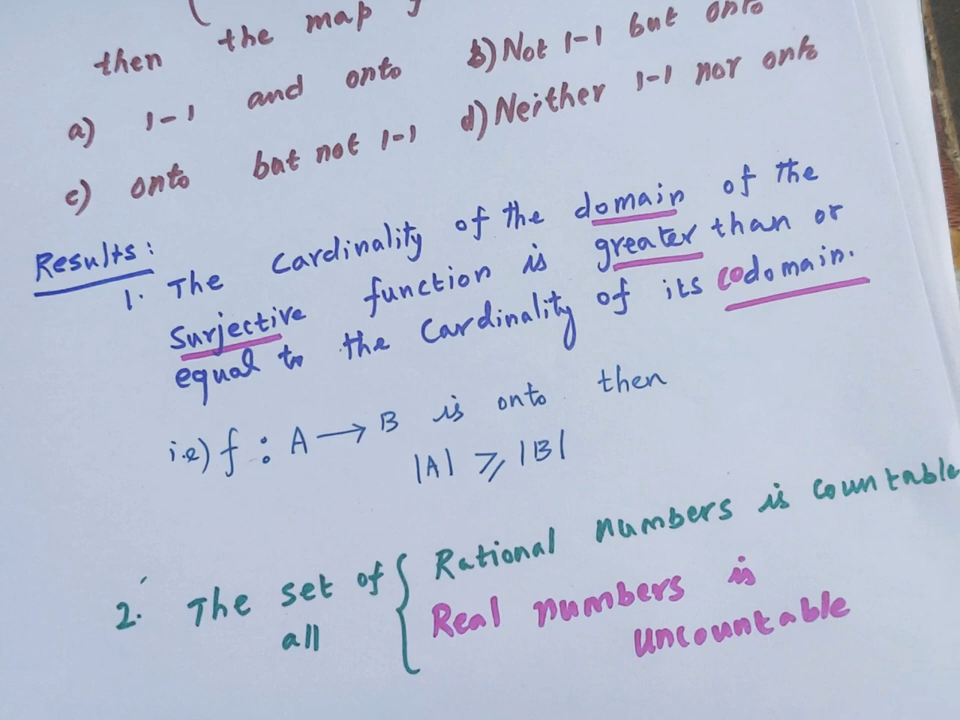 then the map
a) 1-1 and onto b) Not 1-1 but onto
c) onto but not 1-1 d) Neither 1-1 nor onto
Results:
1. The cardinality of the domain of the
surjective function is greater than or
equal to the cardinality of its codomain.
i.e) f : A → B is onto then
|A| ≥ |B|
2. The set of { Rational numbers is countable
all Real numbers is
uncountable